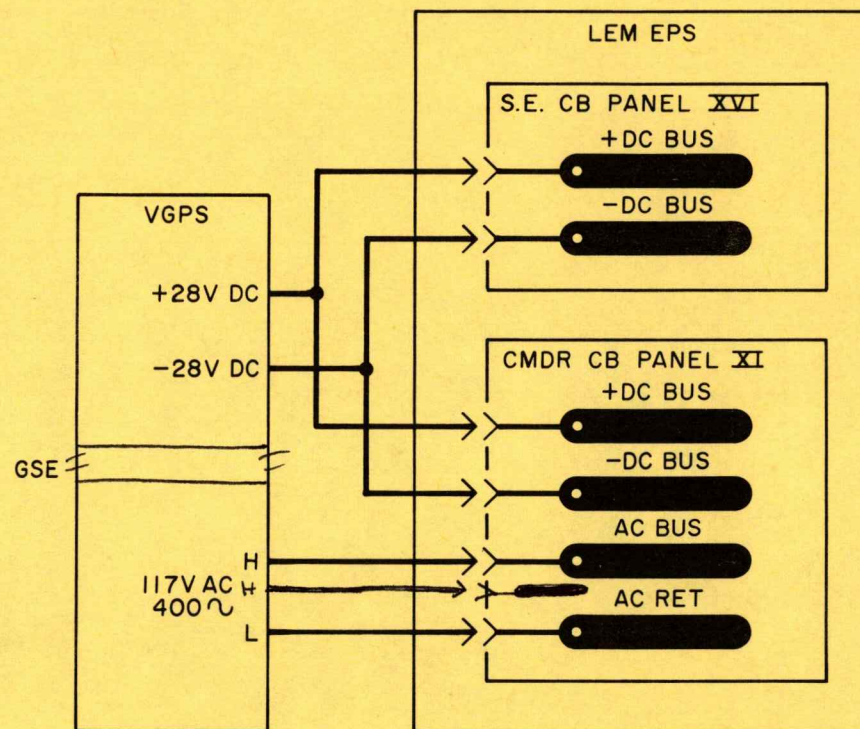 LEM EPS
S.E. CB PANEL XVI
+DC BUS
−DC BUS
VGPS
+28V DC
−28V DC
CMDR CB PANEL XI
+DC BUS
−DC BUS
GSE
AC BUS
H
117V AC H
400∿
AC RET
L